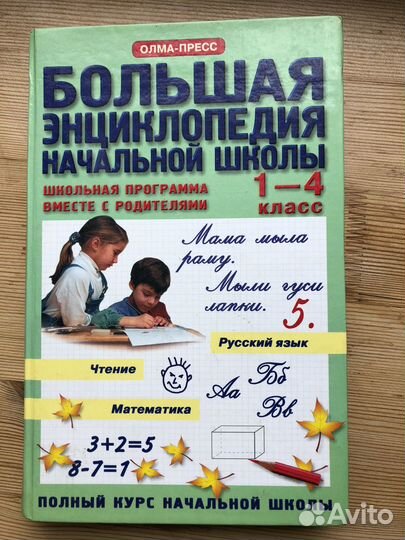 ОЛМА-ПРЕСС
БОЛЬШАЯ
ЭНЦИКЛОПЕДИЯ
НАЧАЛЬНОЙ ШКОЛЫ
ШКОЛЬНАЯ ПРОГРАММА
ВМЕСТЕ С РОДИТЕЛЯМИ
1—4
класс
Мама мыла
раму.
Мыли гуси
лапки.
5.
Русский язык
Чтение
Аа Бб
Вв
Математика
3+2=5
8-7=1
ПОЛНЫЙ КУРС НАЧАЛЬНОЙ ШКОЛЫ
Avito